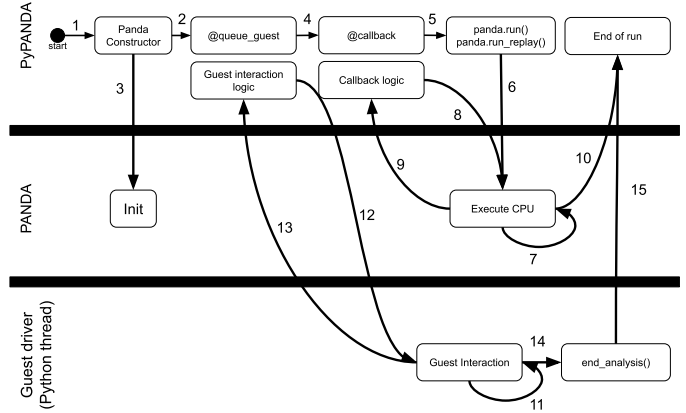 PyPANDA
1
start
Panda
Constructor
2
@queue_guest
4
@callback
5
panda.run()
panda.run_replay()
End of run
3
Guest interaction
logic
Callback logic
8
6
PANDA
Init
13
12
9
Execute CPU
7
10
15
Guest driver
(Python thread)
Guest Interaction
11
14
end_analysis()